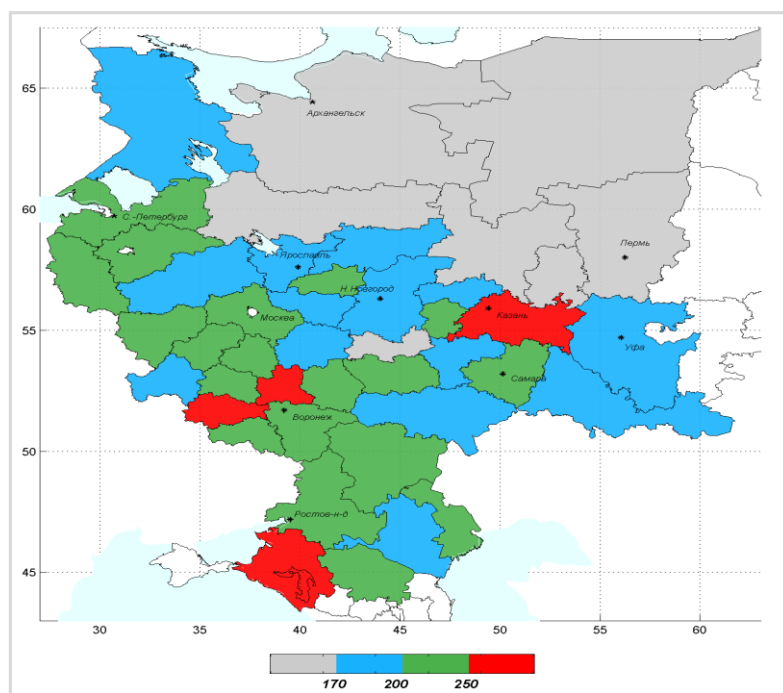 65
Архангельск
60
С.-Петербург
Ярославль
Пермь
Н.Новгород
55
Москва
Казань
Уфа
Самара
50
Воронеж
Ростов-н-д
45
30 35 40 45 50 55 60
170 200 250